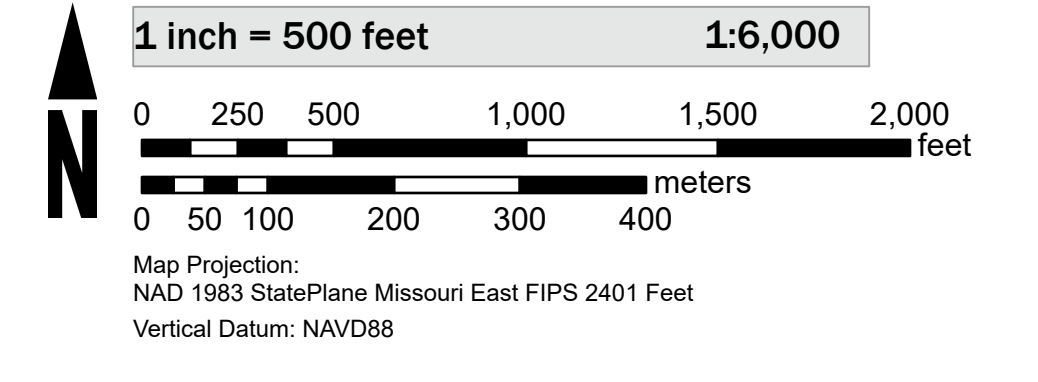 N
1 inch = 500 feet 1:6,000
0 250 500 1,000 1,500 2,000
feet
meters
0 50 100 200 300 400
Map Projection:
NAD 1983 StatePlane Missouri East FIPS 2401 Feet
Vertical Datum: NAVD88